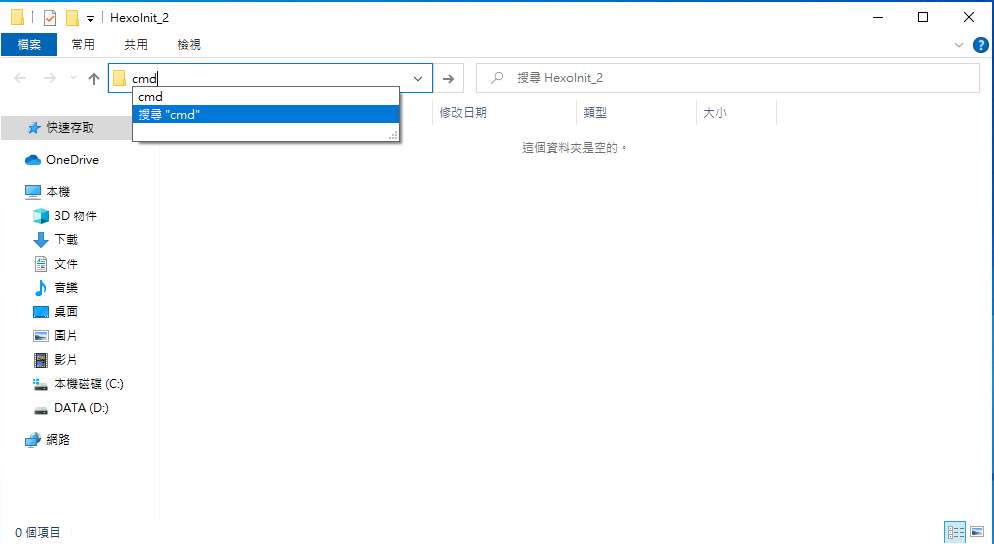 HexoInit_2
檔案 常用 共用 檢視
cmd
搜尋 HexoInit_2
cmd
搜尋 "cmd"
修改日期 類型 大小
這個資料夾是空的。
快速存取
OneDrive
本機
3D 物件
下載
文件
音樂
桌面
圖片
影片
本機磁碟 (C:)
DATA (D:)
網路
0 個項目